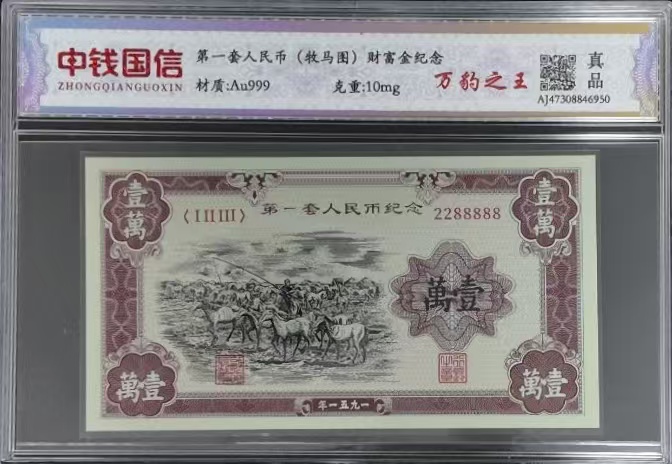 中钱国信
ZHONGQIANGUOXIN
第一套人民币（牧马图）财富金纪念
材质:Au999 克重:10mg 万豹之王
真品
AJ47308846950
壹萬
壹萬
〈I II III〉 第一套人民币纪念 2288888
萬壹
萬壹
萬壹
年一五九一